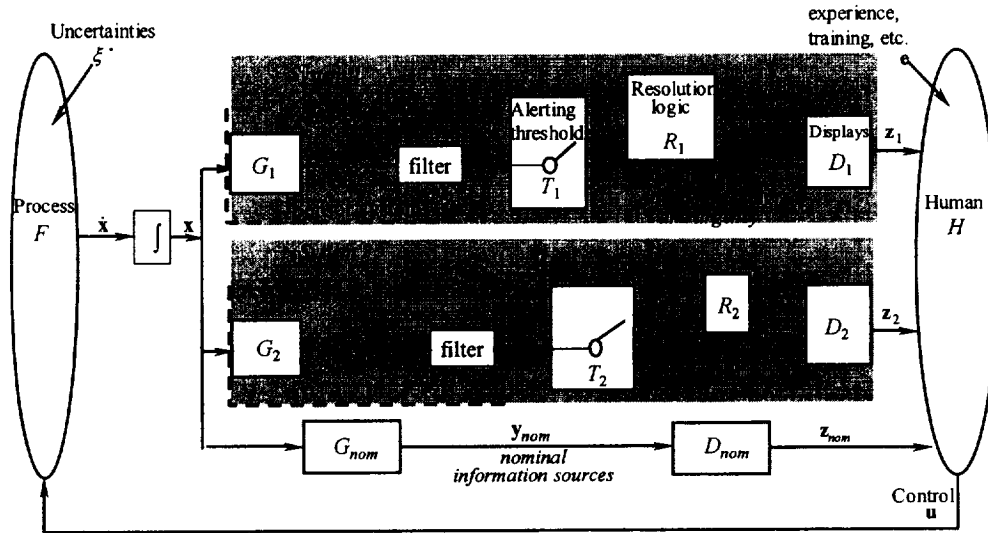 Uncertainties
ξ
experience,
training, etc.
e
Process
F
ẋ
∫
x
G1
filter
Alerting
threshold
T1
Resolution
logic
R1
Displays
D1
z1
Human
H
G2
filter
T2
R2
D2
z2
Gnom
ynom
nominal
information sources
Dnom
znom
Control
u